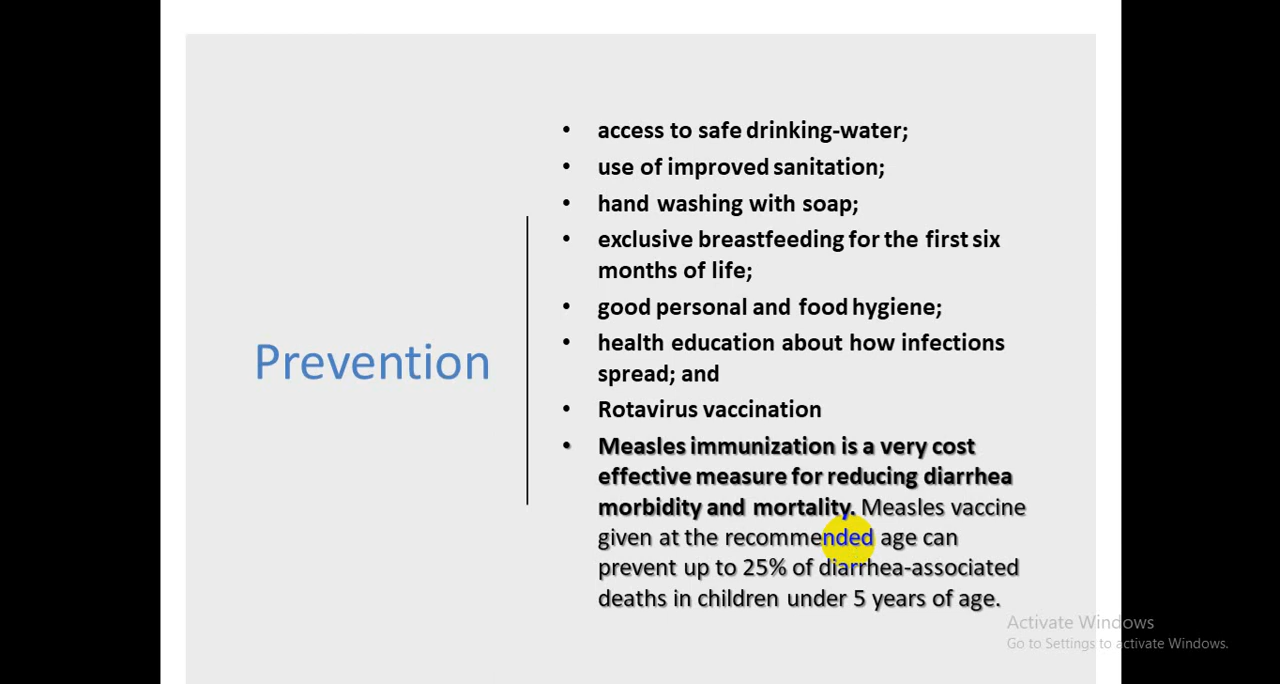 • access to safe drinking-water;
• use of improved sanitation;
• hand washing with soap;
• exclusive breastfeeding for the first six
months of life;
• good personal and food hygiene;
• health education about how infections
spread; and
Prevention
• Rotavirus vaccination
• Measles immunization is a very cost
effective measure for reducing diarrhea
morbidity and mortality. Measles vaccine
given at the recommended age can
prevent up to 25% of diarrhea-associated
deaths in children under 5 years of age.
Activate Windows
Go to Settings to activate Windows.